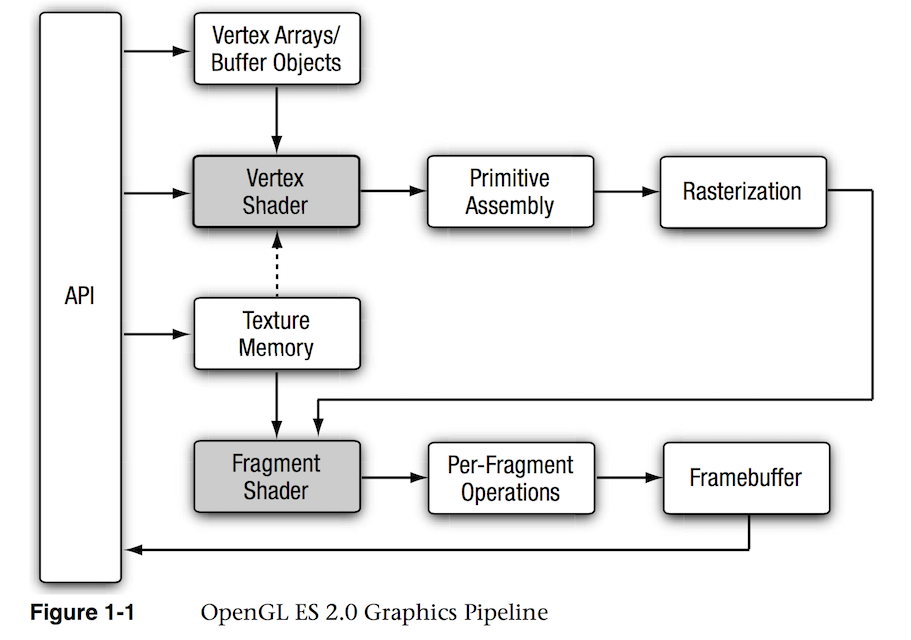 Vertex Arrays/
Buffer Objects
Vertex
Shader
Primitive
Assembly
Rasterization
API
Texture
Memory
Fragment
Shader
Per-Fragment
Operations
Framebuffer
Figure 1-1 OpenGL ES 2.0 Graphics Pipeline